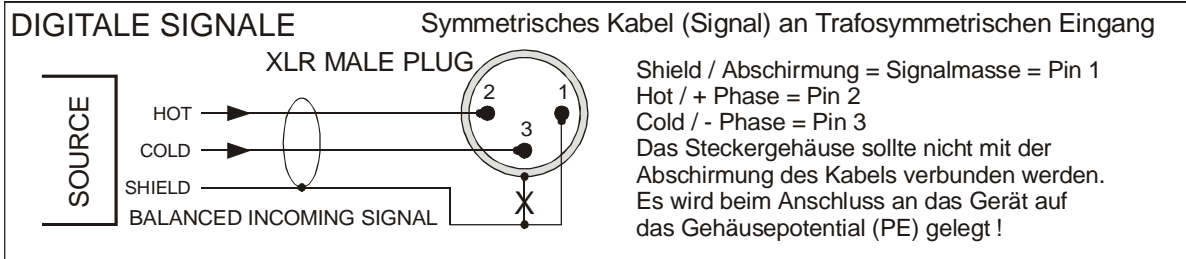 DIGITALE SIGNALE
Symmetrisches Kabel (Signal) an Trafosymmetrischen Eingang
XLR MALE PLUG
SOURCE
HOT
COLD
SHIELD
BALANCED INCOMING SIGNAL
2
1
3
X
Shield / Abschirmung = Signalmasse = Pin 1
Hot / + Phase = Pin 2
Cold / - Phase = Pin 3
Das Steckergehäuse sollte nicht mit der
Abschirmung des Kabels verbunden werden.
Es wird beim Anschluss an das Gerät auf
das Gehäusepotential (PE) gelegt !